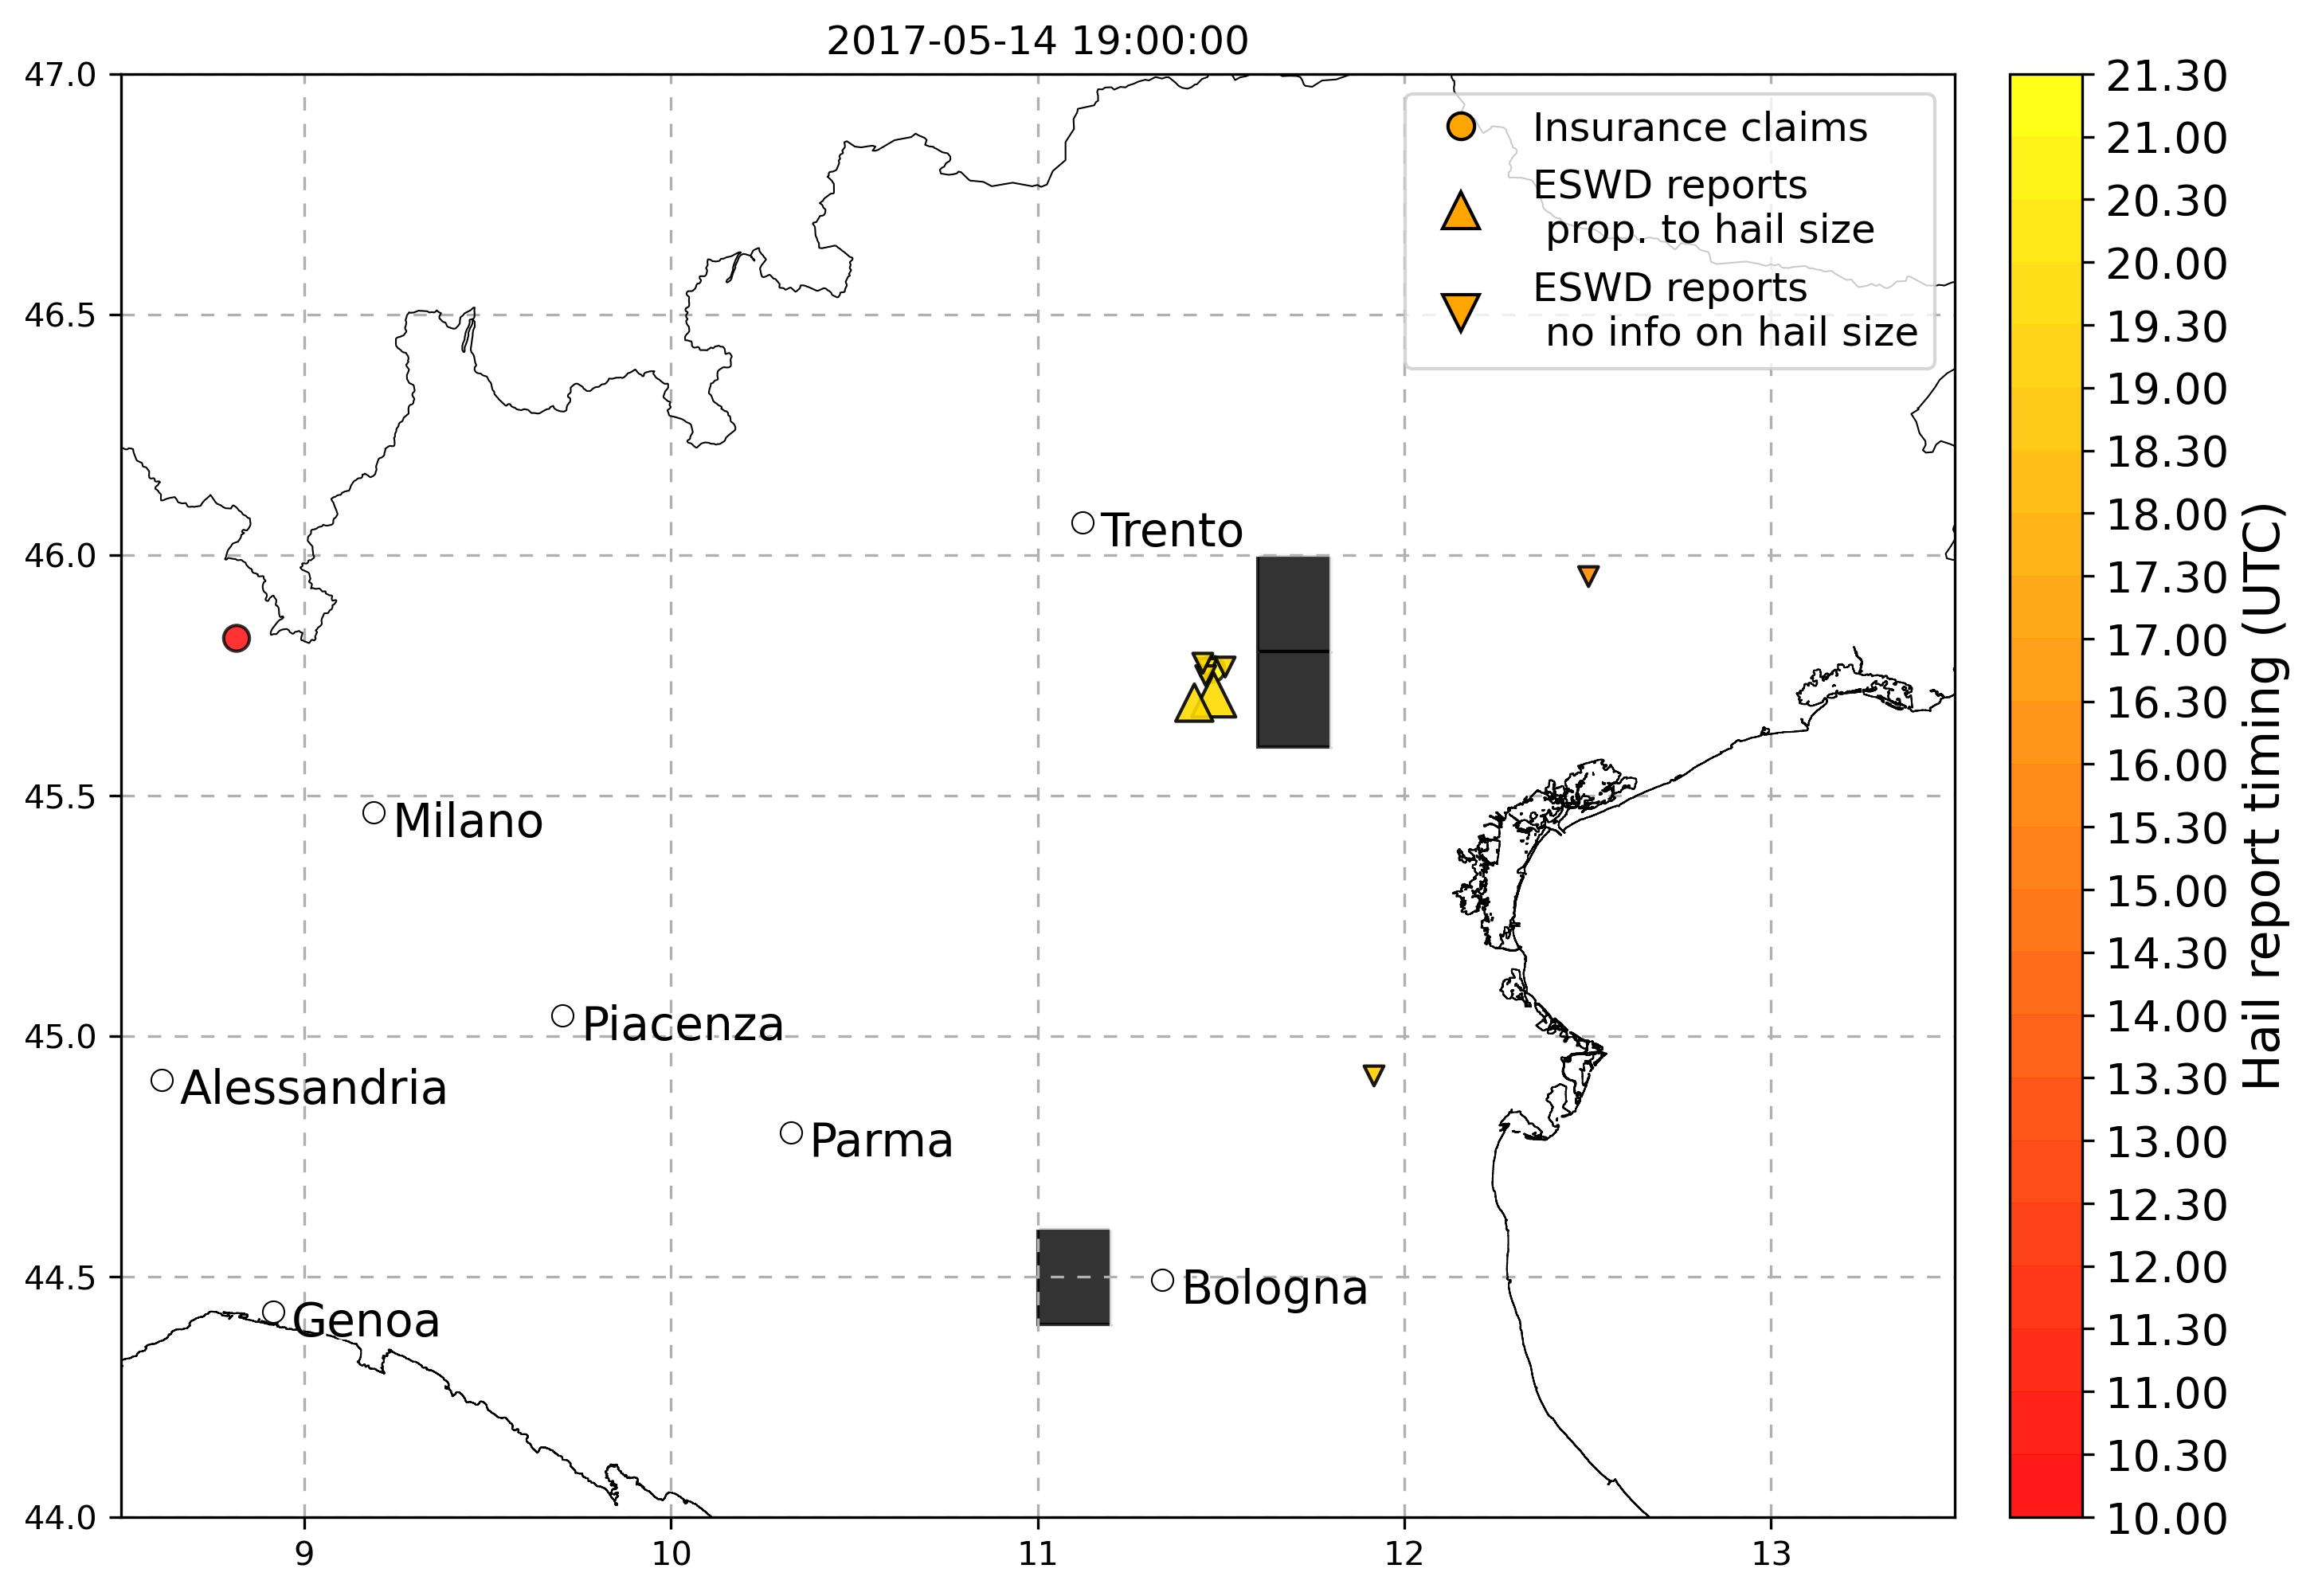 2017-05-14 19:00:00
47.0
46.5
46.0
45.5
45.0
44.5
44.0
9
10
11
12
13
Insurance claims
ESWD reports
prop. to hail size
ESWD reports
no info on hail size
Trento
Milano
Piacenza
Alessandria
Parma
Bologna
Genoa
21.30
21.00
20.30
20.00
19.30
19.00
18.30
18.00
17.30
17.00
16.30
16.00
15.30
15.00
14.30
14.00
13.30
13.00
12.30
12.00
11.30
11.00
10.30
10.00
Hail report timing (UTC)